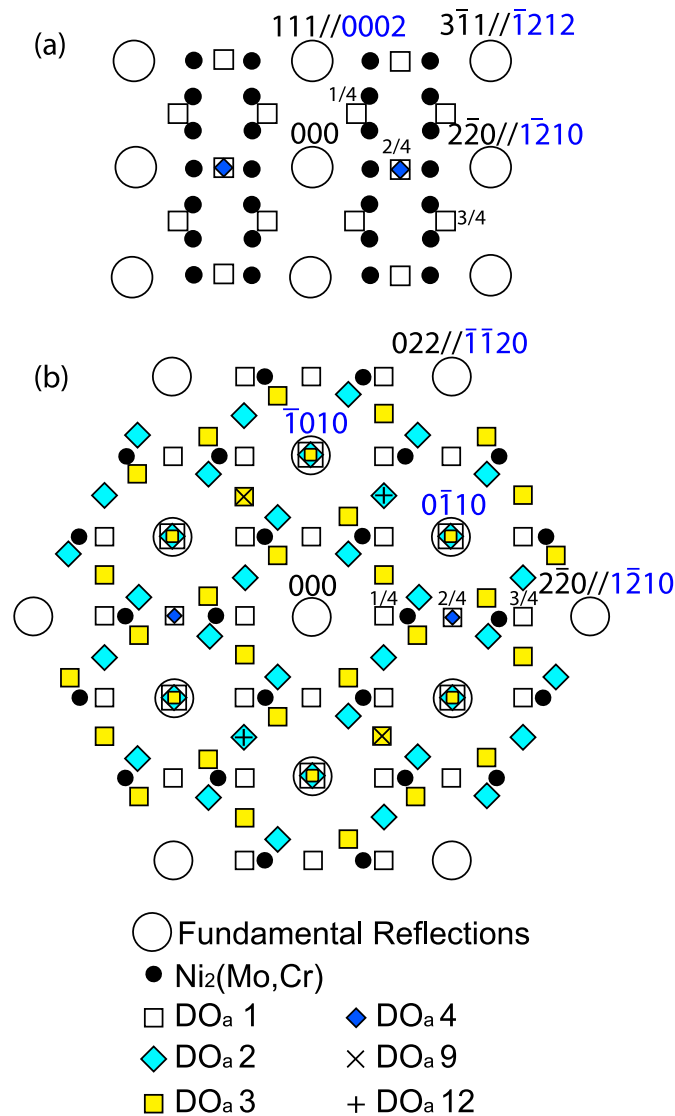 (a)
111//0002
3̅11//1̅212
1/4
000
2/4
22̅0//12̅10
3/4
(b)
022//1̅1̅20
1̅010
01̅10
000
1/4
2/4
3/4
22̅0//12̅10
Fundamental Reflections
Ni₂(Mo,Cr)
DOa 1
DOa 4
DOa 2
DOa 9
DOa 3
DOa 12